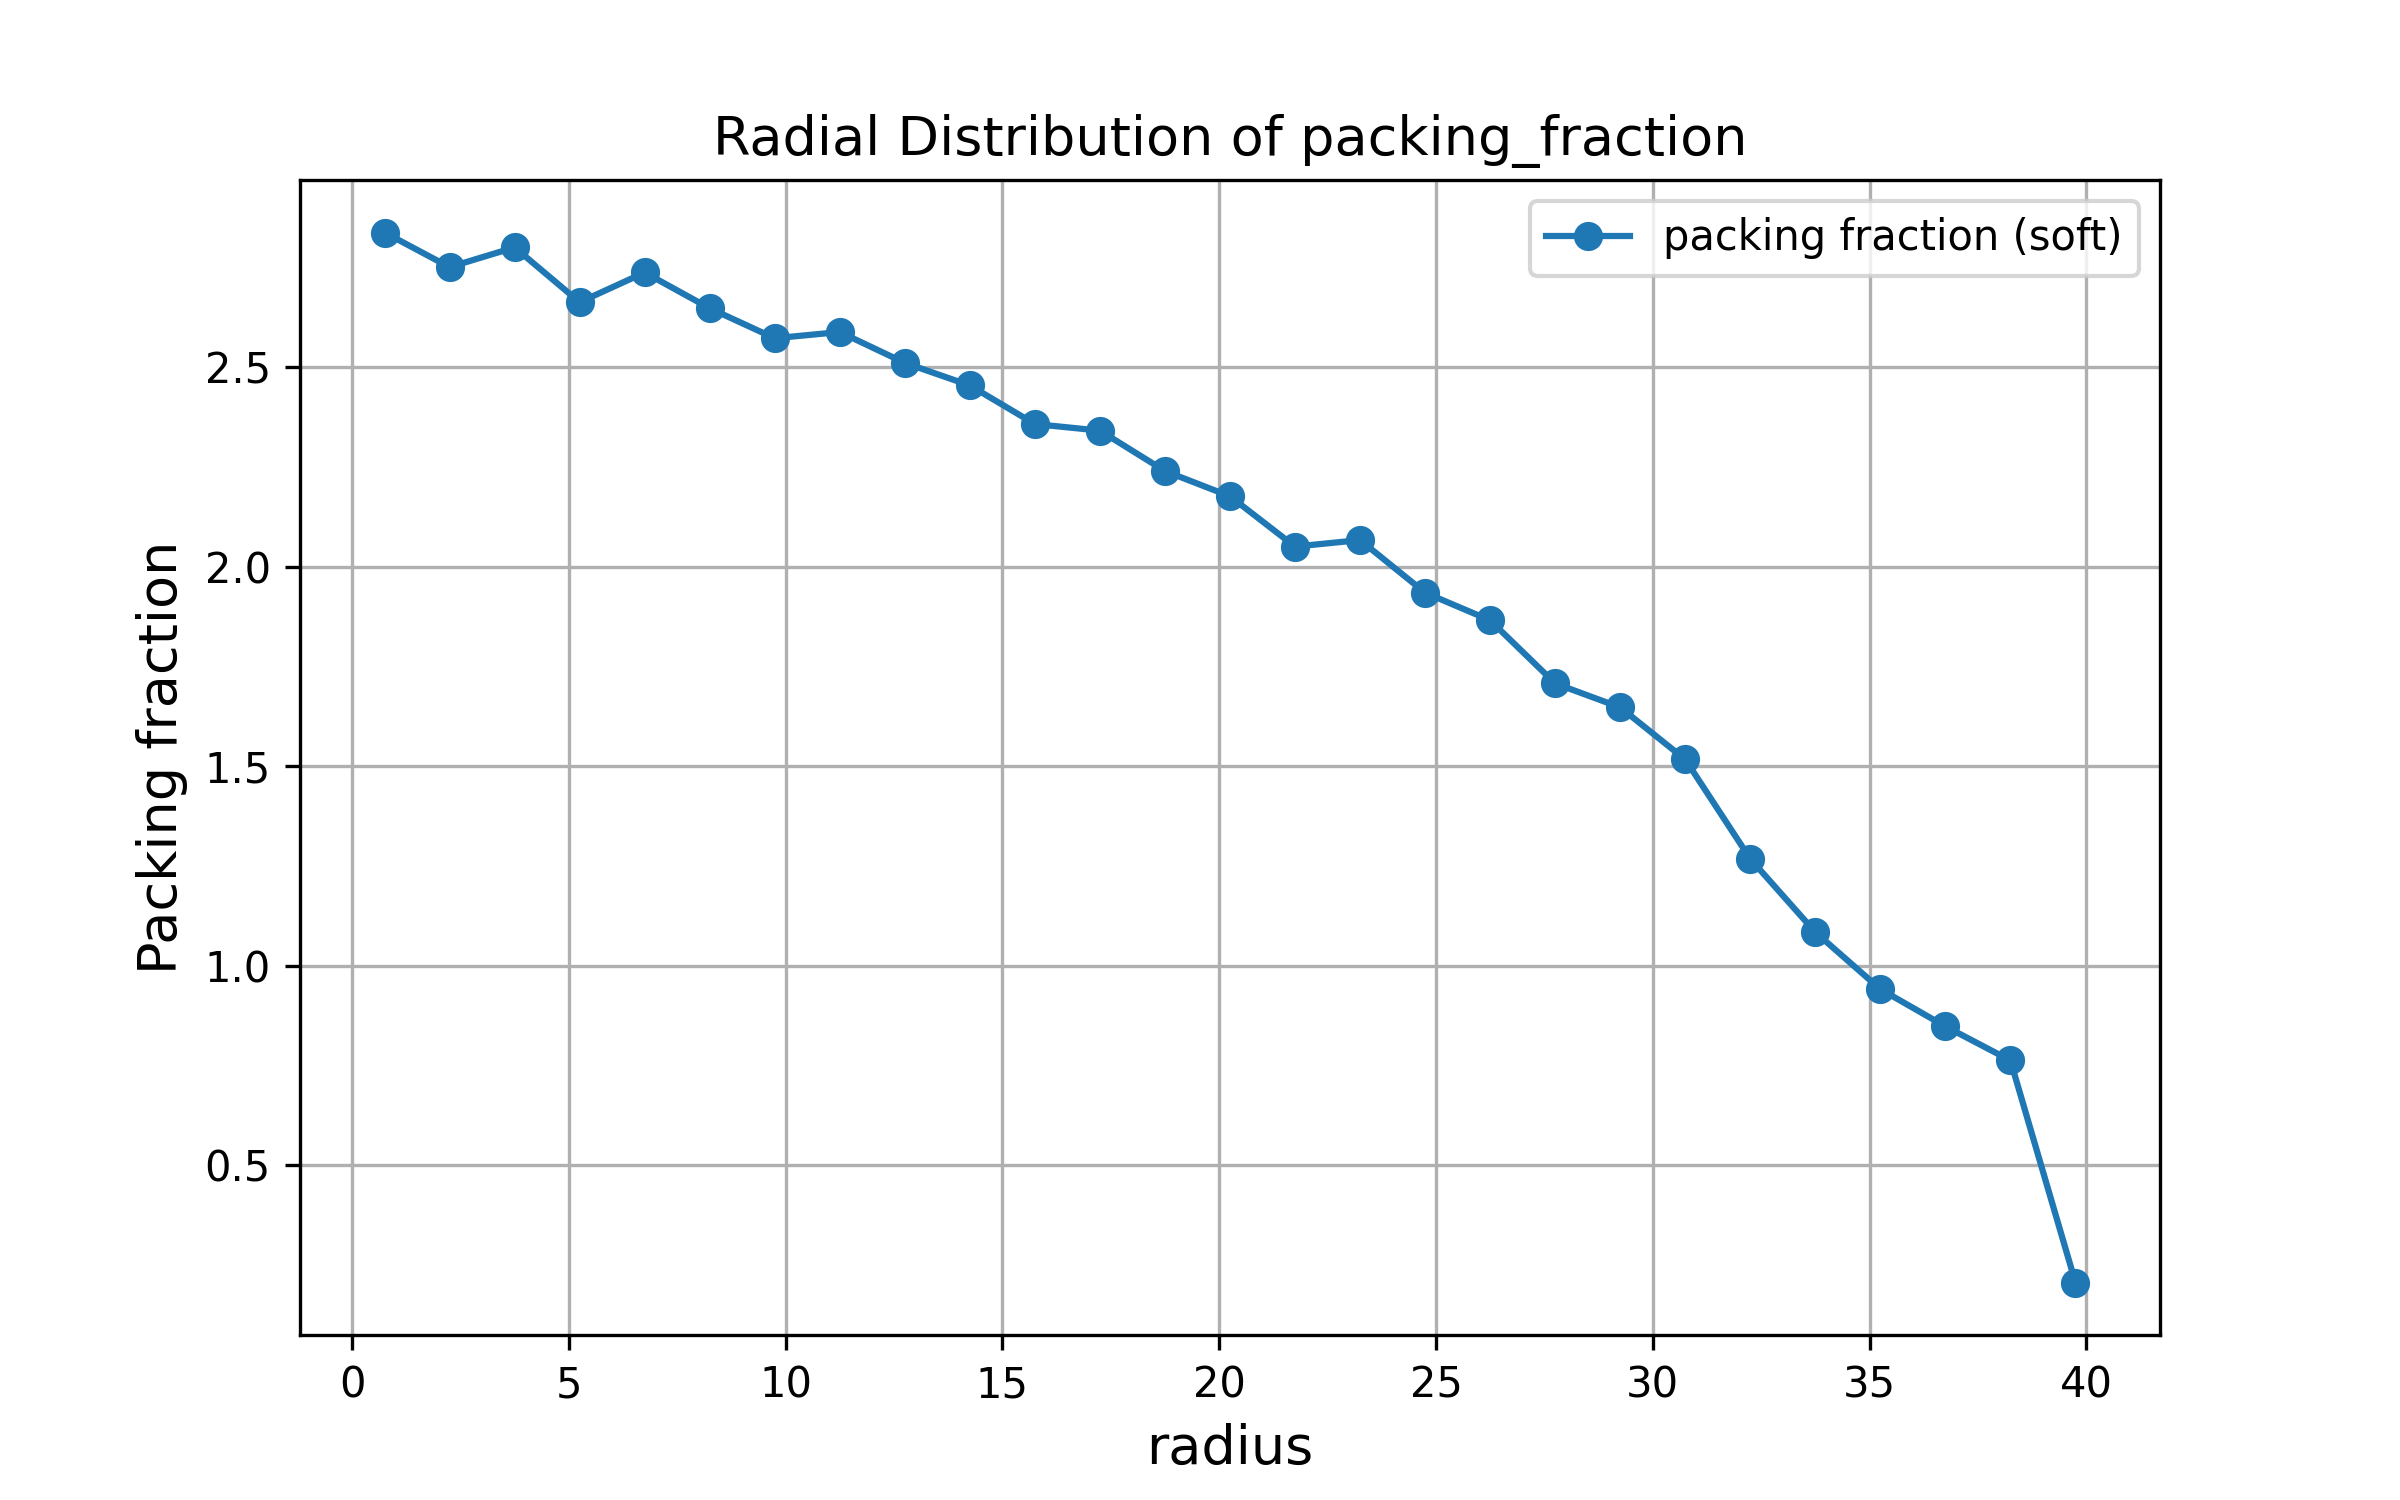 Radial Distribution of packing_fraction
packing fraction (soft)
Packing fraction
2.5
2.0
1.5
1.0
0.5
0 5 10 15 20 25 30 35 40
radius